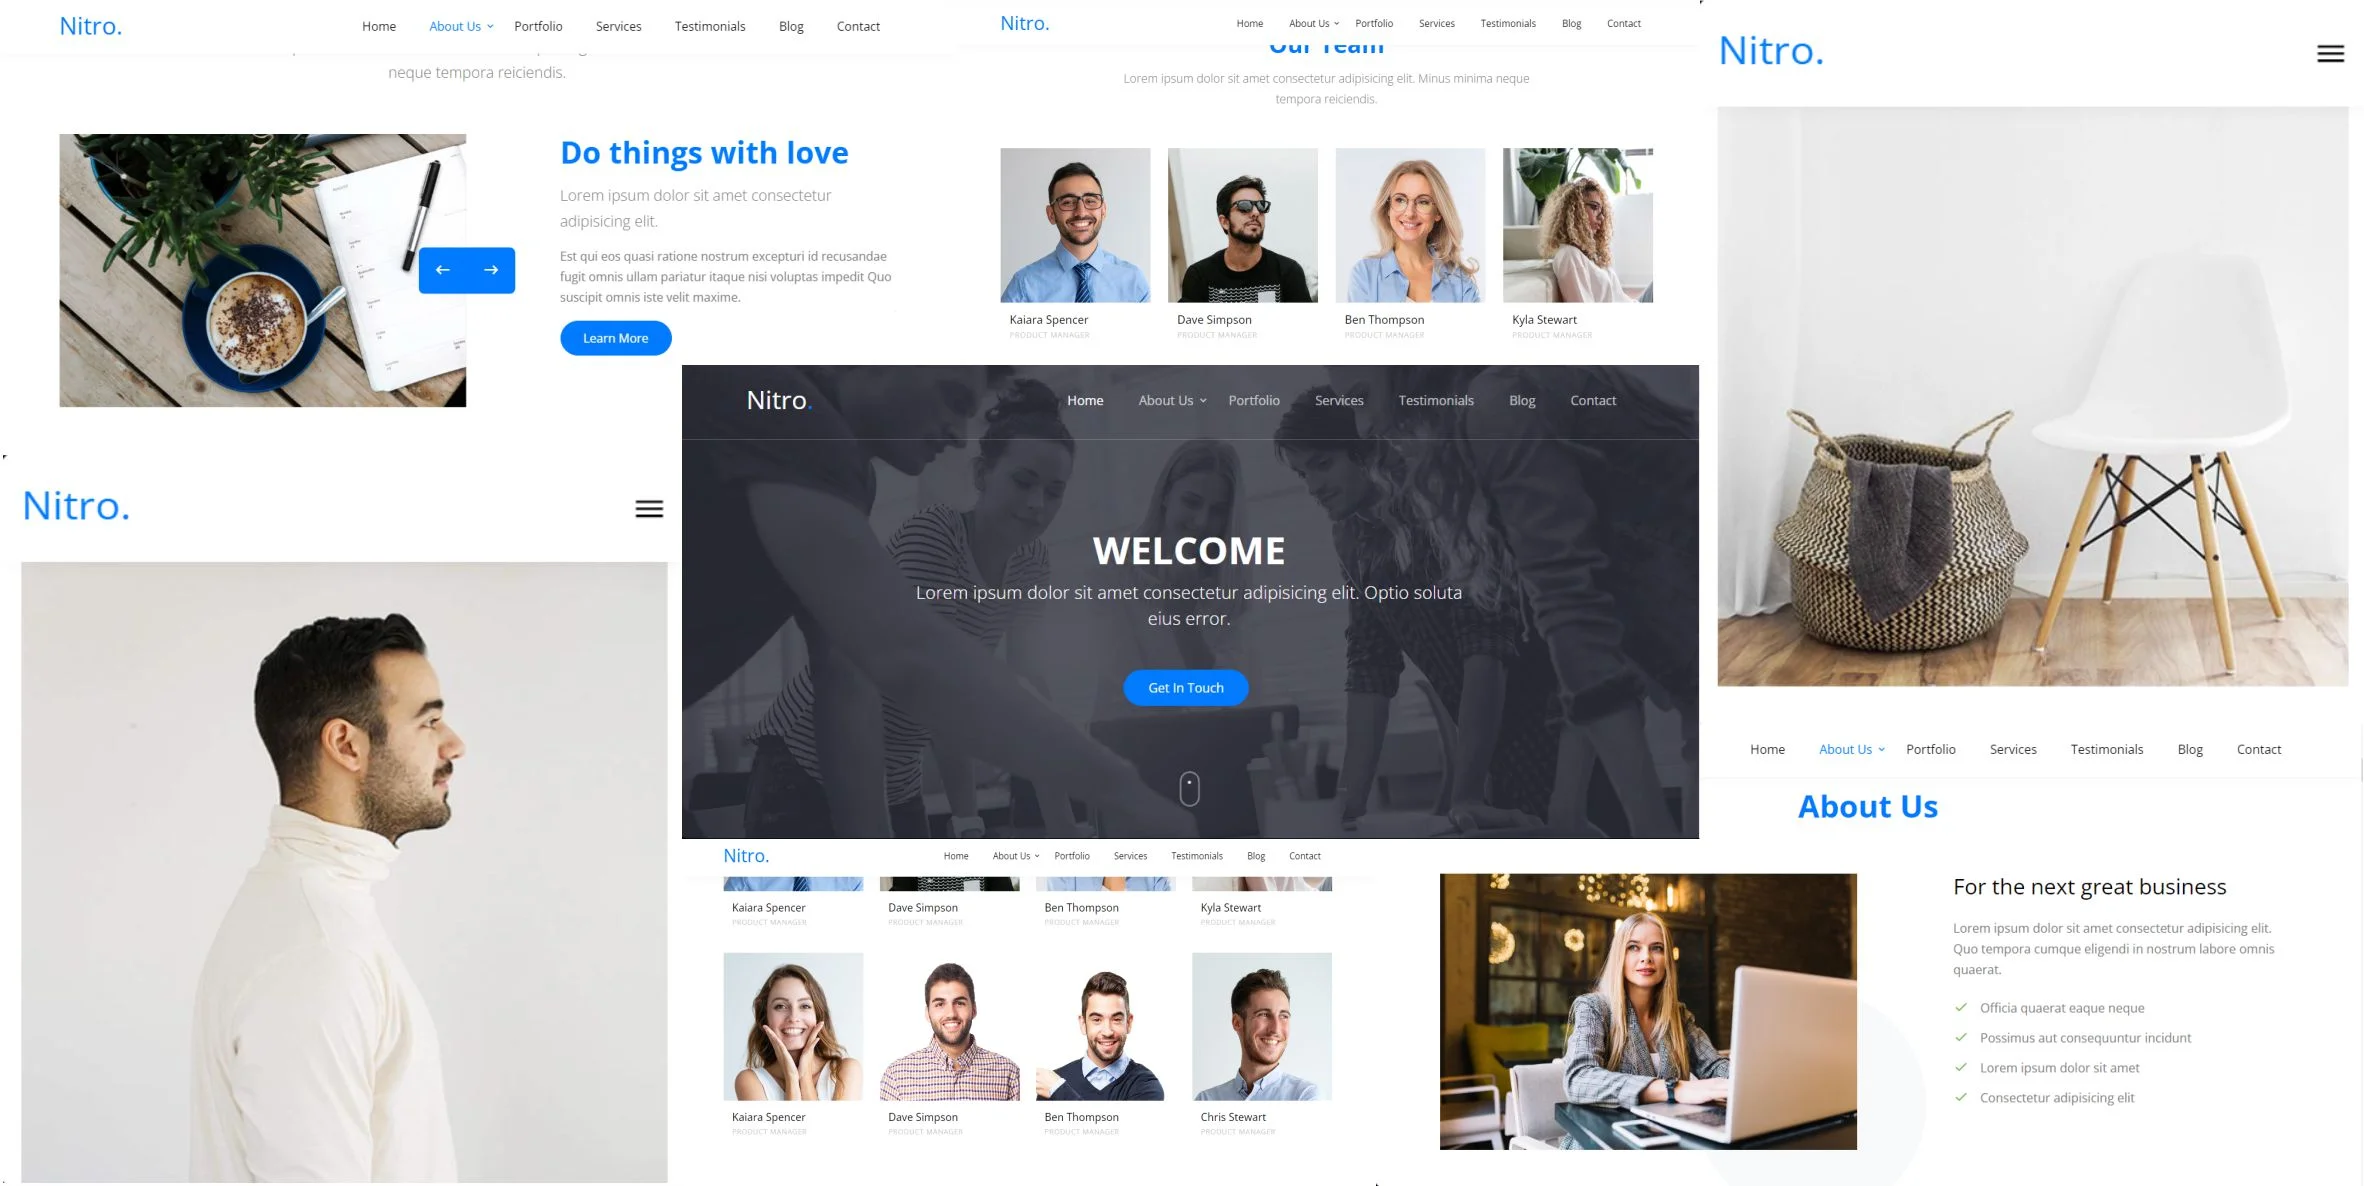 Nitro.
Home About Us Portfolio Services Testimonials Blog Contact
neque tempora reiciendis.
Do things with love
Lorem ipsum dolor sit amet consectetur
adipisicing elit.
Est qui eos quasi ratione nostrum excepturi id recusandae
fugit omnis ullam pariatur itaque nisi voluptas impedit Quo
suscipit omnis iste velit maxime.
Learn More
Nitro.
Home About Us Portfolio Services Testimonials Blog Contact
Our Team
Lorem ipsum dolor sit amet consectetur adipisicing elit. Minus minima neque
tempora reiciendis.
Kaiara Spencer Dave Simpson Ben Thompson Kyla Stewart
PRODUCT MANAGER PRODUCT MANAGER PRODUCT MANAGER PRODUCT MANAGER
Nitro.
Nitro.
Nitro.
Home About Us Portfolio Services Testimonials Blog Contact
WELCOME
Lorem ipsum dolor sit amet consectetur adipisicing elit. Optio soluta
eius error.
Get In Touch
Nitro.
Home About Us Portfolio Services Testimonials Blog Contact
Kaiara Spencer Dave Simpson Ben Thompson Kyla Stewart
PRODUCT MANAGER PRODUCT MANAGER PRODUCT MANAGER PRODUCT MANAGER
Kaiara Spencer Dave Simpson Ben Thompson Chris Stewart
PRODUCT MANAGER PRODUCT MANAGER PRODUCT MANAGER PRODUCT MANAGER
Home About Us Portfolio Services Testimonials Blog Contact
About Us
For the next great business
Lorem ipsum dolor sit amet consectetur adipisicing elit.
Quo tempora cumque eligendi in nostrum labore omnis
quaerat.
Officia quaerat eaque neque
Possimus aut consequuntur incidunt
Lorem ipsum dolor sit amet
Consectetur adipisicing elit